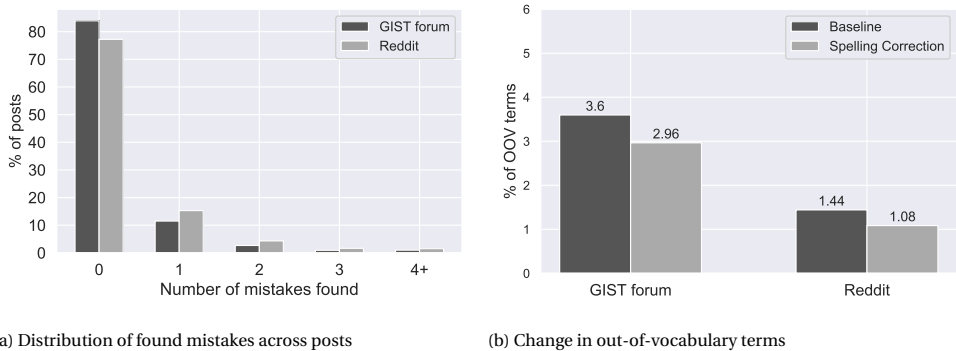 GIST forum
Reddit
80
70
60
50
40
30
20
10
0
% of posts
0 1 2 3 4+
Number of mistakes found
a) Distribution of found mistakes across posts
Baseline
Spelling Correction
6
5
4
3
2
1
0
% of OOV terms
3.6
2.96
1.44
1.08
GIST forum Reddit
(b) Change in out-of-vocabulary terms